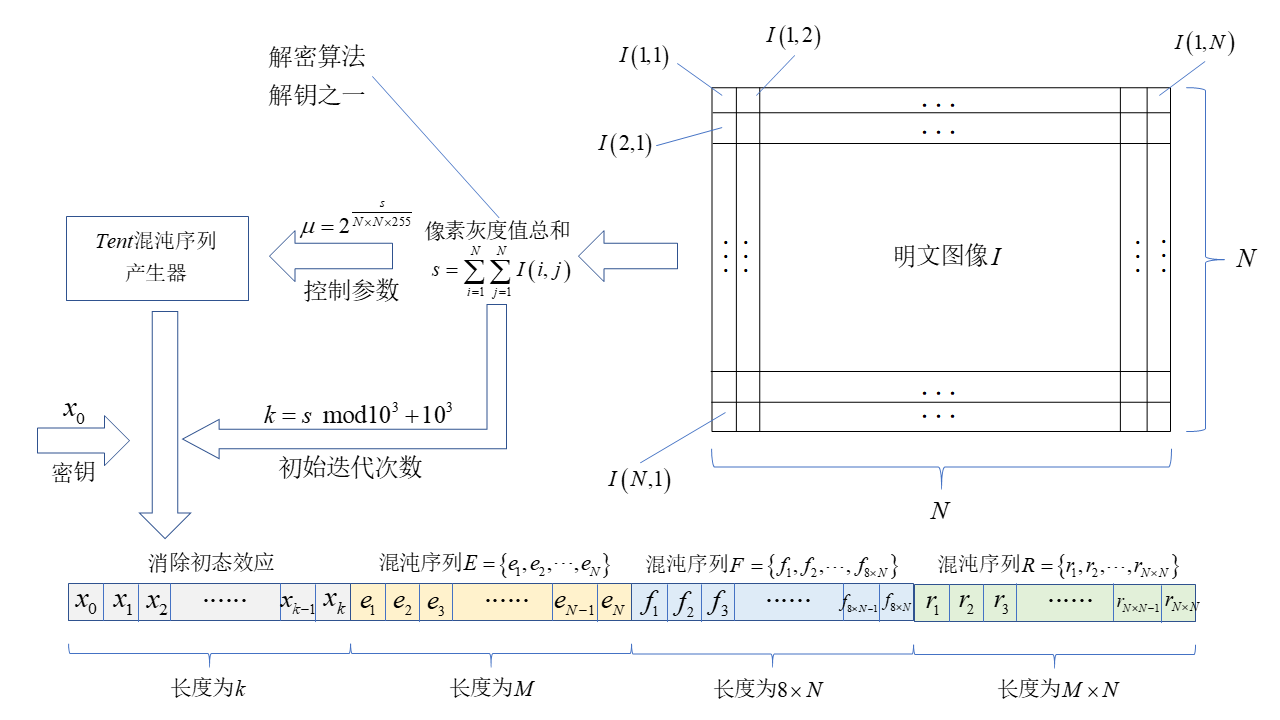 解密算法
解钥之一
I(1,1)
I(1,2)
I(1,N)
I(2,1)
···
···
Tent混沌序列
产生器
μ = 2^{s/(N×N×255)}
控制参数
像素灰度值总和
s = ∑_{i=1}^{N} ∑_{j=1}^{N} I(i, j)
明文图像 I
N
x_0
密钥
k = s mod10^3 +10^3
初始迭代次数
···
···
I(N,1)
N
消除初态效应
混沌序列E = {e_1,e_2,···,e_N}
混沌序列F = {f_1,f_2,···,f_{8×N}}
混沌序列R = {r_1,r_2,···,r_{N×N}}
x_0 x_1 x_2 ······ x_{k−1} x_k e_1 e_2 e_3 ······ e_{N−1} e_N f_1 f_2 f_3 ······ f_{8×N−1} f_{8×N} r_1 r_2 r_3 ······ r_{N×N−1} r_{N×N}
长度为k
长度为M
长度为8×N
长度为M×N